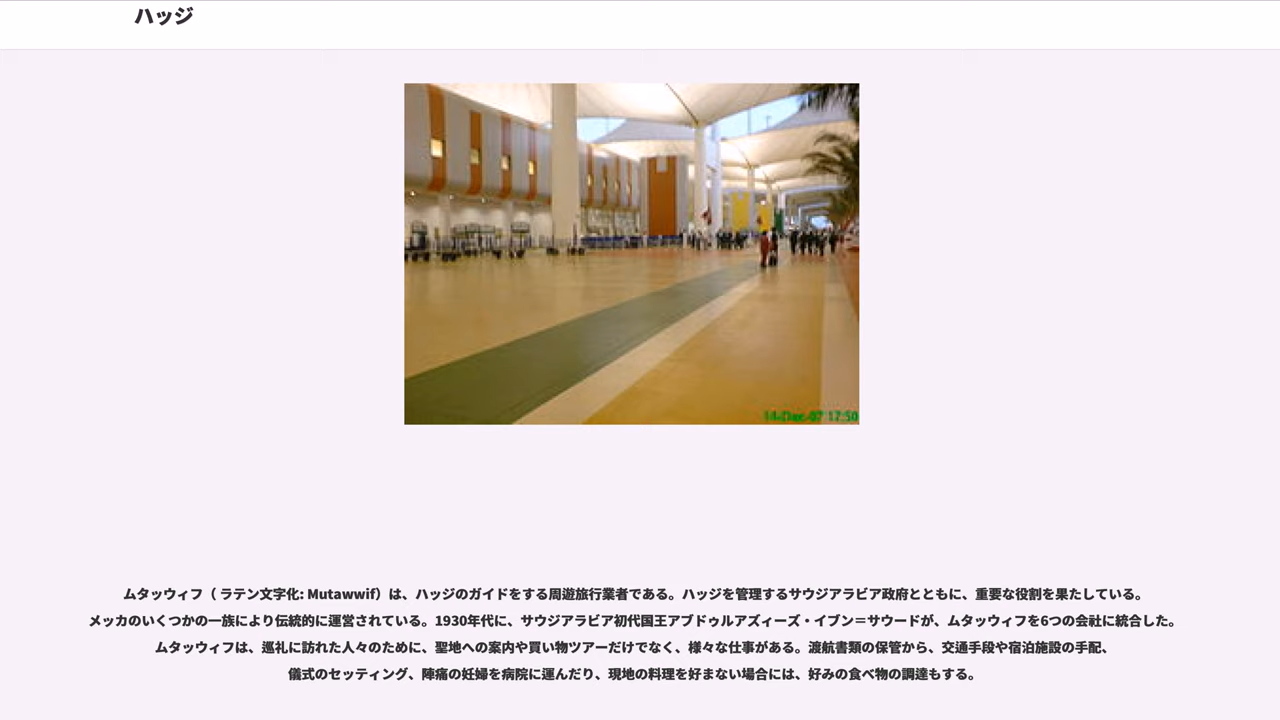 ハッジ
14-Dec-07 17:50
ムタッウィフ（ ラテン文字化: Mutawwif）は、ハッジのガイドをする周遊旅行業者である。ハッジを管理するサウジアラビア政府とともに、重要な役割を果たしている。
メッカのいくつかの一族により伝統的に運営されている。1930年代に、サウジアラビア初代国王アブドゥルアズィーズ・イブン＝サウードが、ムタッウィフを6つの会社に統合した。
ムタッウィフは、巡礼に訪れた人々のために、聖地への案内や買い物ツアーだけでなく、様々な仕事がある。渡航書類の保管から、交通手段や宿泊施設の手配、
儀式のセッティング、陣痛の妊婦を病院に運んだり、現地の料理を好まない場合には、好みの食べ物の調達もする。